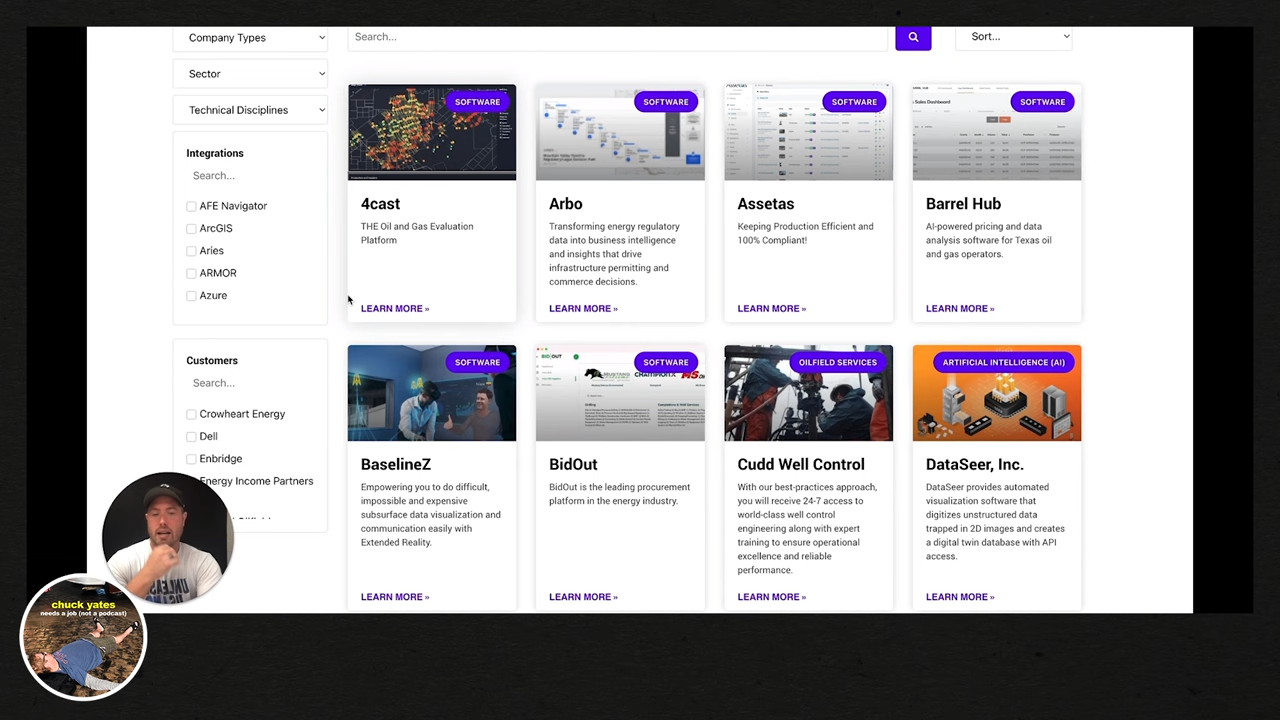 Company Types
Search...
Sort...
Sector
Technical Disciplines
Integrations
Search...
AFE Navigator
ArcGIS
Aries
ARMOR
Azure
Customers
Search...
Crowheart Energy
Dell
Enbridge
Energy Income Partners
SOFTWARE
4cast
THE Oil and Gas Evaluation
Platform
LEARN MORE »
SOFTWARE
Arbo
Transforming energy regulatory
data into business intelligence
and insights that drive
infrastructure permitting and
commerce decisions.
LEARN MORE »
SOFTWARE
Assetas
Keeping Production Efficient and
100% Compliant!
LEARN MORE »
Sales Dashboard
SOFTWARE
Barrel Hub
AI-powered pricing and data
analysis software for Texas oil
and gas operators.
LEARN MORE »
SOFTWARE
BaselineZ
Empowering you to do difficult,
impossible and expensive
subsurface data visualization and
communication easily with
Extended Reality.
LEARN MORE »
BIDOUT
SOFTWARE
BidOut
BidOut is the leading procurement
platform in the energy industry.
LEARN MORE »
OILFIELD SERVICES
Cudd Well Control
With our best-practices approach,
you will receive 24-7 access to
world-class well control
engineering along with expert
training to ensure operational
excellence and reliable
performance.
LEARN MORE »
ARTIFICIAL INTELLIGENCE (AI)
DataSeer, Inc.
DataSeer provides automated
visualization software that
digitizes unstructured data
trapped in 2D images and creates
a digital twin database with API
access.
LEARN MORE »
chuck yates
needs a job (not a podcast)